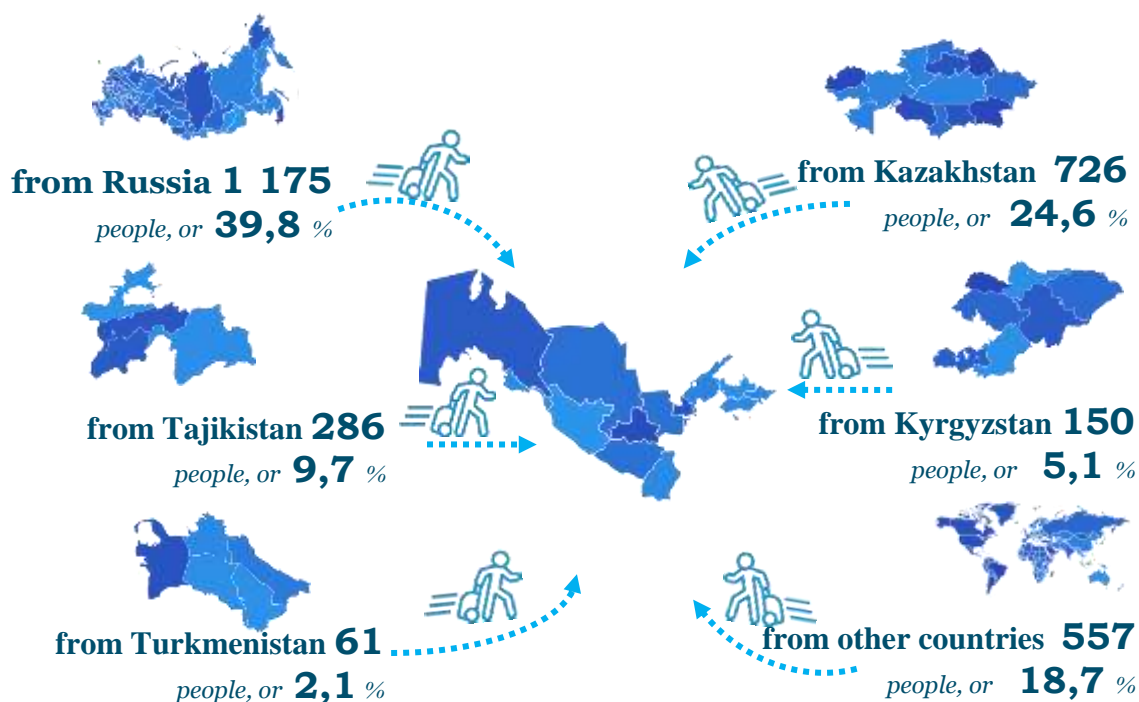 from Russia 1 175
people, or 39,8 %
from Kazakhstan 726
people, or 24,6 %
from Tajikistan 286
people, or 9,7 %
from Kyrgyzstan 150
people, or 5,1 %
from Turkmenistan 61
people, or 2,1 %
from other countries 557
people, or 18,7 %